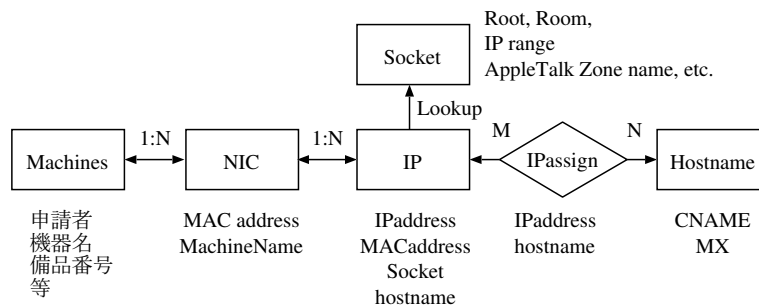 Root, Room,
IP range
AppleTalk Zone name, etc.
Socket
Lookup
1:N
1:N
M
N
Machines
NIC
IP
IPassign
Hostname
申請者
機器名
備品番号
等
MAC address
MachineName
IPaddress
MACaddress
Socket
hostname
IPaddress
hostname
CNAME
MX